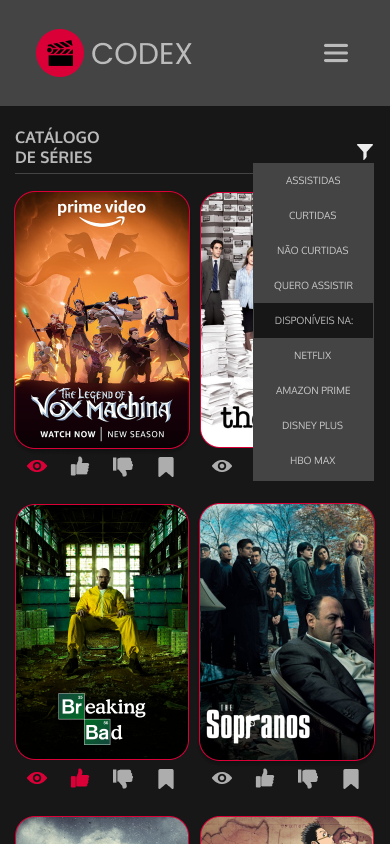 CODEX
CATÁLOGO
DE SÉRIES
ASSISTIDAS
CURTIDAS
NÃO CURTIDAS
QUERO ASSISTIR
DISPONÍVEIS NA:
NETFLIX
AMAZON PRIME
DISNEY PLUS
HBO MAX
prime video
THE LEGEND OF
VOX MACHINA
WATCH NOW | NEW SEASON
th
Breaking
Bad
THE
Sopranos